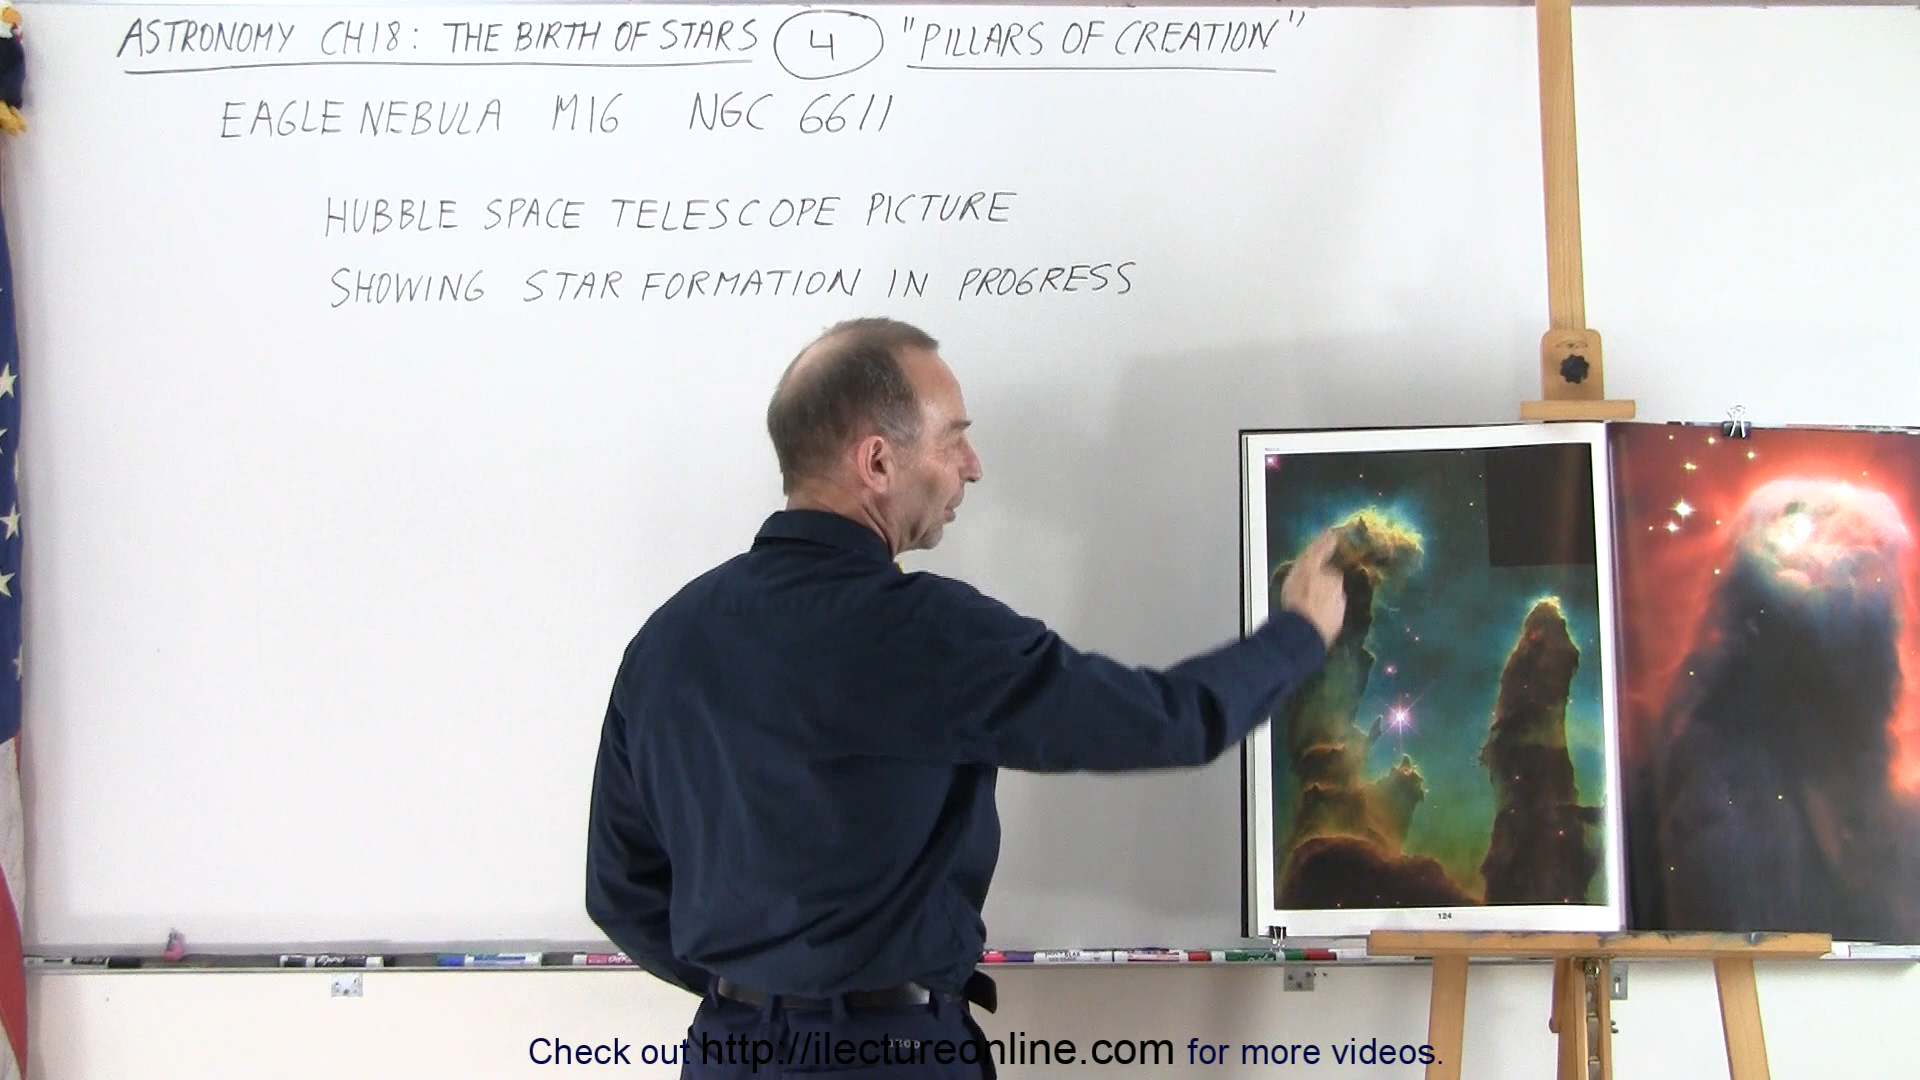 ASTRONOMY CH18: THE BIRTH OF STARS 4 "PILLARS OF CREATION"
EAGLE NEBULA M16 NGC 6611
HUBBLE SPACE TELESCOPE PICTURE
SHOWING STAR FORMATION IN PROGRESS
124
Check out http://ilectureonline.com for more videos.